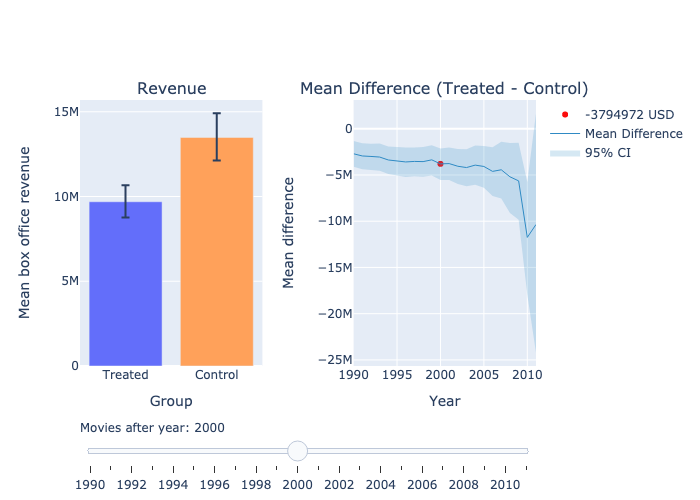 Revenue
Mean Difference (Treated - Control)
15M
10M
5M
0
Mean box office revenue
Treated
Control
Group
0
−5M
−10M
−15M
−20M
−25M
Mean difference
1990
1995
2000
2005
2010
Year
-3794972 USD
Mean Difference
95% CI
Movies after year: 2000
1990 1992 1994 1996 1998 2000 2002 2004 2006 2008 2010